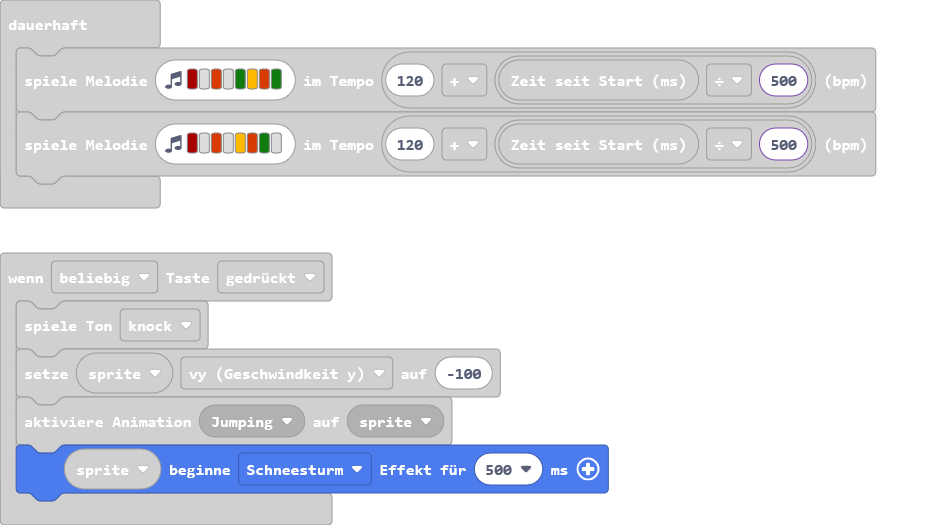 dauerhaft
spiele Melodie im Tempo 120 + Zeit seit Start (ms) ÷ 500 (bpm)
spiele Melodie im Tempo 120 + Zeit seit Start (ms) ÷ 500 (bpm)
wenn beliebig Taste gedrückt
spiele Ton knock
setze sprite vy (Geschwindkeit y) auf -100
aktiviere Animation Jumping auf sprite
sprite beginne Schneesturm Effekt für 500 ms